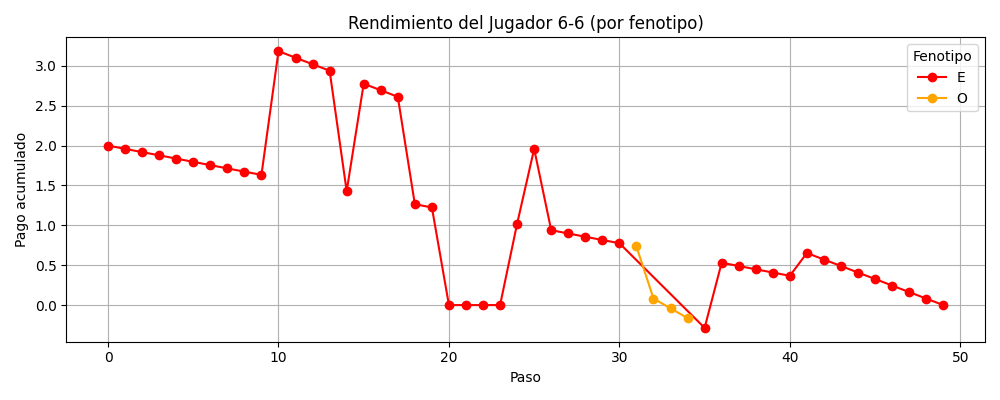 Rendimiento del Jugador 6-6 (por fenotipo)
Pago acumulado
3.0
2.5
2.0
1.5
1.0
0.5
0.0
0 10 20 30 40 50
Paso
Fenotipo
E
O